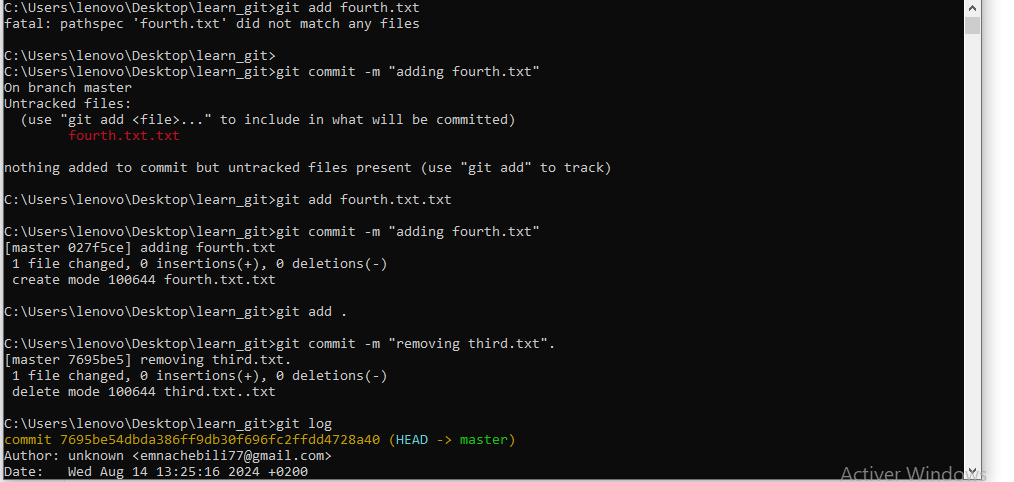 C:\Users\lenovo\Desktop\learn_git>git add fourth.txt
fatal: pathspec 'fourth.txt' did not match any files
C:\Users\lenovo\Desktop\learn_git>
C:\Users\lenovo\Desktop\learn_git>git commit -m "adding fourth.txt"
On branch master
Untracked files:
  (use "git add <file>..." to include in what will be committed)
        fourth.txt.txt
nothing added to commit but untracked files present (use "git add" to track)
C:\Users\lenovo\Desktop\learn_git>git add fourth.txt.txt
C:\Users\lenovo\Desktop\learn_git>git commit -m "adding fourth.txt"
[master 027f5ce] adding fourth.txt
 1 file changed, 0 insertions(+), 0 deletions(-)
 create mode 100644 fourth.txt.txt
C:\Users\lenovo\Desktop\learn_git>git add .
C:\Users\lenovo\Desktop\learn_git>git commit -m "removing third.txt".
[master 7695be5] removing third.txt.
 1 file changed, 0 insertions(+), 0 deletions(-)
 delete mode 100644 third.txt..txt
C:\Users\lenovo\Desktop\learn_git>git log
commit 7695be54dbda386ff9db30f696fc2ffdd4728a40 (HEAD -> master)
Author: unknown <emnachebili77@gmail.com>
Date:   Wed Aug 14 13:25:16 2024 +0200
Activer Windows